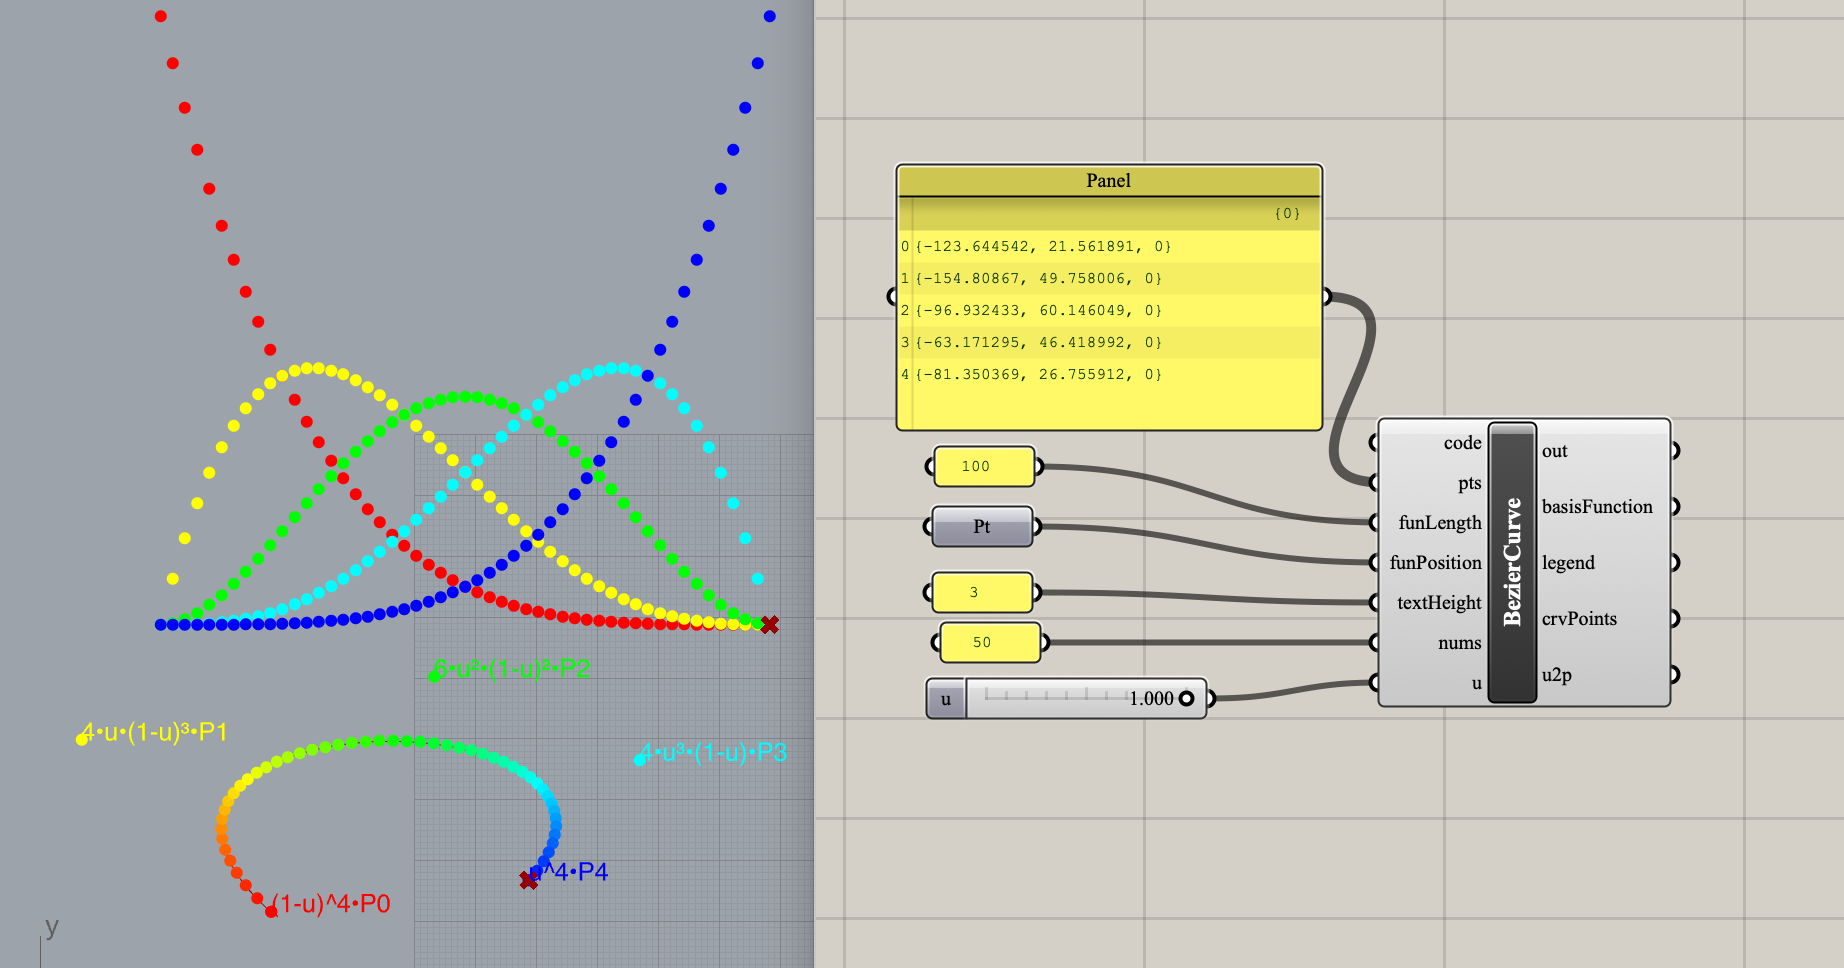 6•u²•(1-u)²•P2
4•u•(1-u)³•P1
4•u³•(1-u)•P3
u^4•P4
(1-u)^4•P0
y
Panel
{0}
0 {-123.644542, 21.561891, 0}
1 {-154.80867, 49.758006, 0}
2 {-96.932433, 60.146049, 0}
3 {-63.171295, 46.418992, 0}
4 {-81.350369, 26.755912, 0}
100
Pt
3
50
u 1.000
code
pts
funLength
funPosition
textHeight
nums
u
BezierCurve
out
basisFunction
legend
crvPoints
u2p